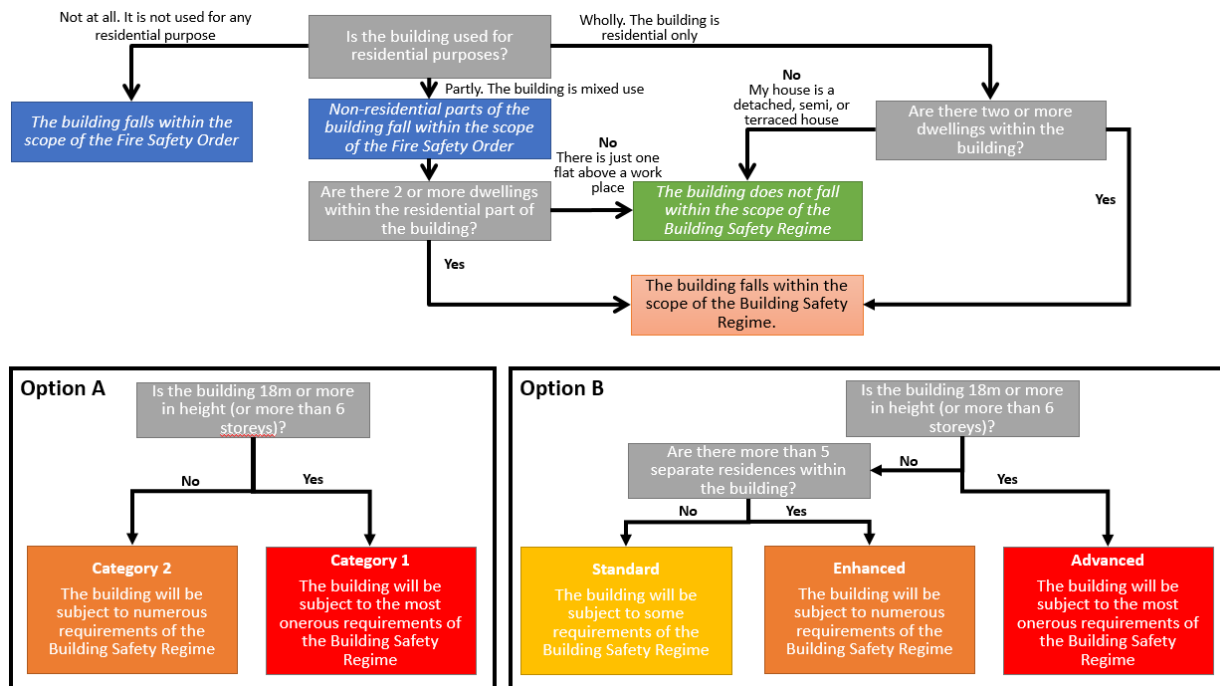 Not at all. It is not used for any
residential purpose
Is the building used for
residential purposes?
Wholly. The building is
residential only
Partly. The building is mixed use
No
My house is a
detached, semi, or
terraced house
The building falls within the
scope of the Fire Safety Order
Non-residential parts of the
building fall within the scope
of the Fire Safety Order
Are there two or more
dwellings within the
building?
No
There is just one
flat above a work
place
Are there 2 or more dwellings
within the residential part of
the building?
The building does not fall
within the scope of the
Building Safety Regime
Yes
Yes
The building falls within the
scope of the Building Safety
Regime.
Option A
Is the building 18m or more
in height (or more than 6
storeys)?
No
Yes
Category 2
The building will be
subject to numerous
requirements of the
Building Safety Regime
Category 1
The building will be
subject to the most
onerous requirements of
the Building Safety
Regime
Option B
Is the building 18m or more
in height (or more than 6
storeys)?
Are there more than 5
separate residences within
the building?
No
No
Yes
Yes
Standard
The building will be
subject to some
requirements of the
Building Safety Regime
Enhanced
The building will be
subject to numerous
requirements of the
Building Safety Regime
Advanced
The building will be
subject to the most
onerous requirements of
the Building Safety
Regime